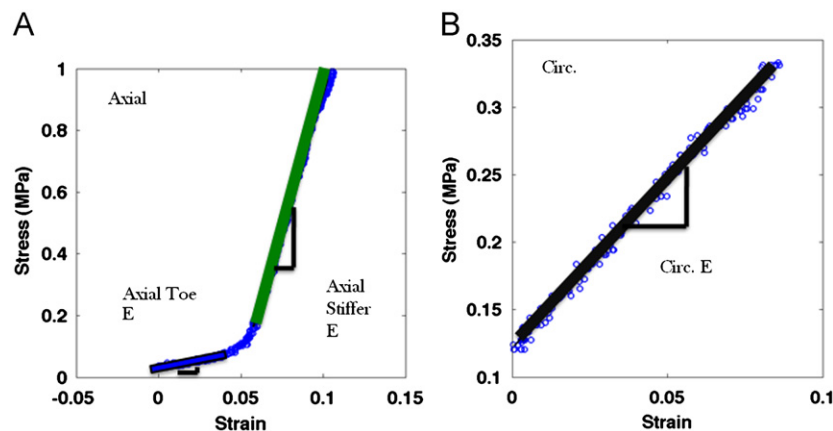 A
B
1
0.8
0.6
0.4
0.2
0
Stress (MPa)
Axial
Axial Toe
E
Axial
Stiffer
E
-0.05
0
0.05
0.1
0.15
Strain
0.35
0.3
0.25
0.2
0.15
0.1
Stress (MPa)
Circ.
Circ. E
0
0.05
0.1
Strain